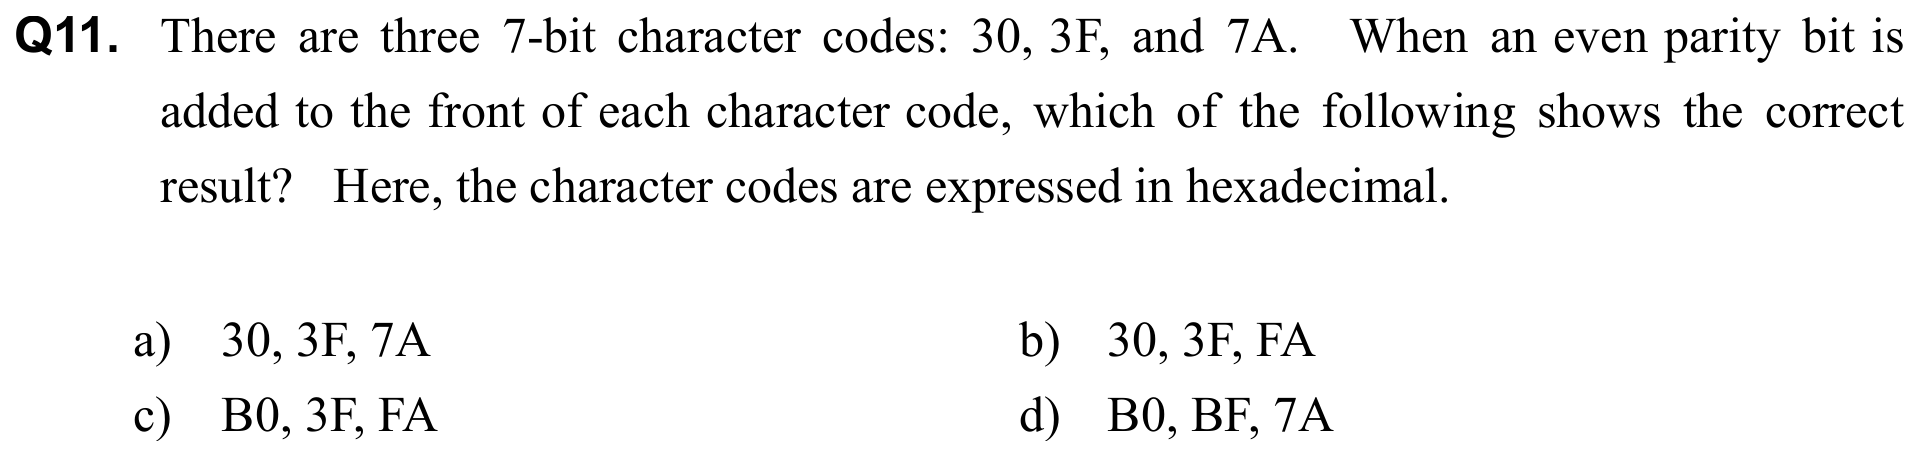 Q11. There are three 7-bit character codes: 30, 3F, and 7A. When an even parity bit is
added to the front of each character code, which of the following shows the correct
result? Here, the character codes are expressed in hexadecimal.
a) 30, 3F, 7A b) 30, 3F, FA
c) B0, 3F, FA d) B0, BF, 7A